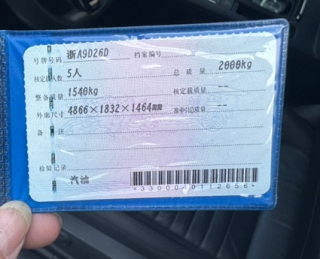 号牌号码 浙A9D26D 档案编号
核定载人数 5人 总质量 2000kg
整备质量 1540kg 核定载质量 --
外廓尺寸 4866×1832×1464mm 准牵引总质量 --
备注
检验记录
汽油